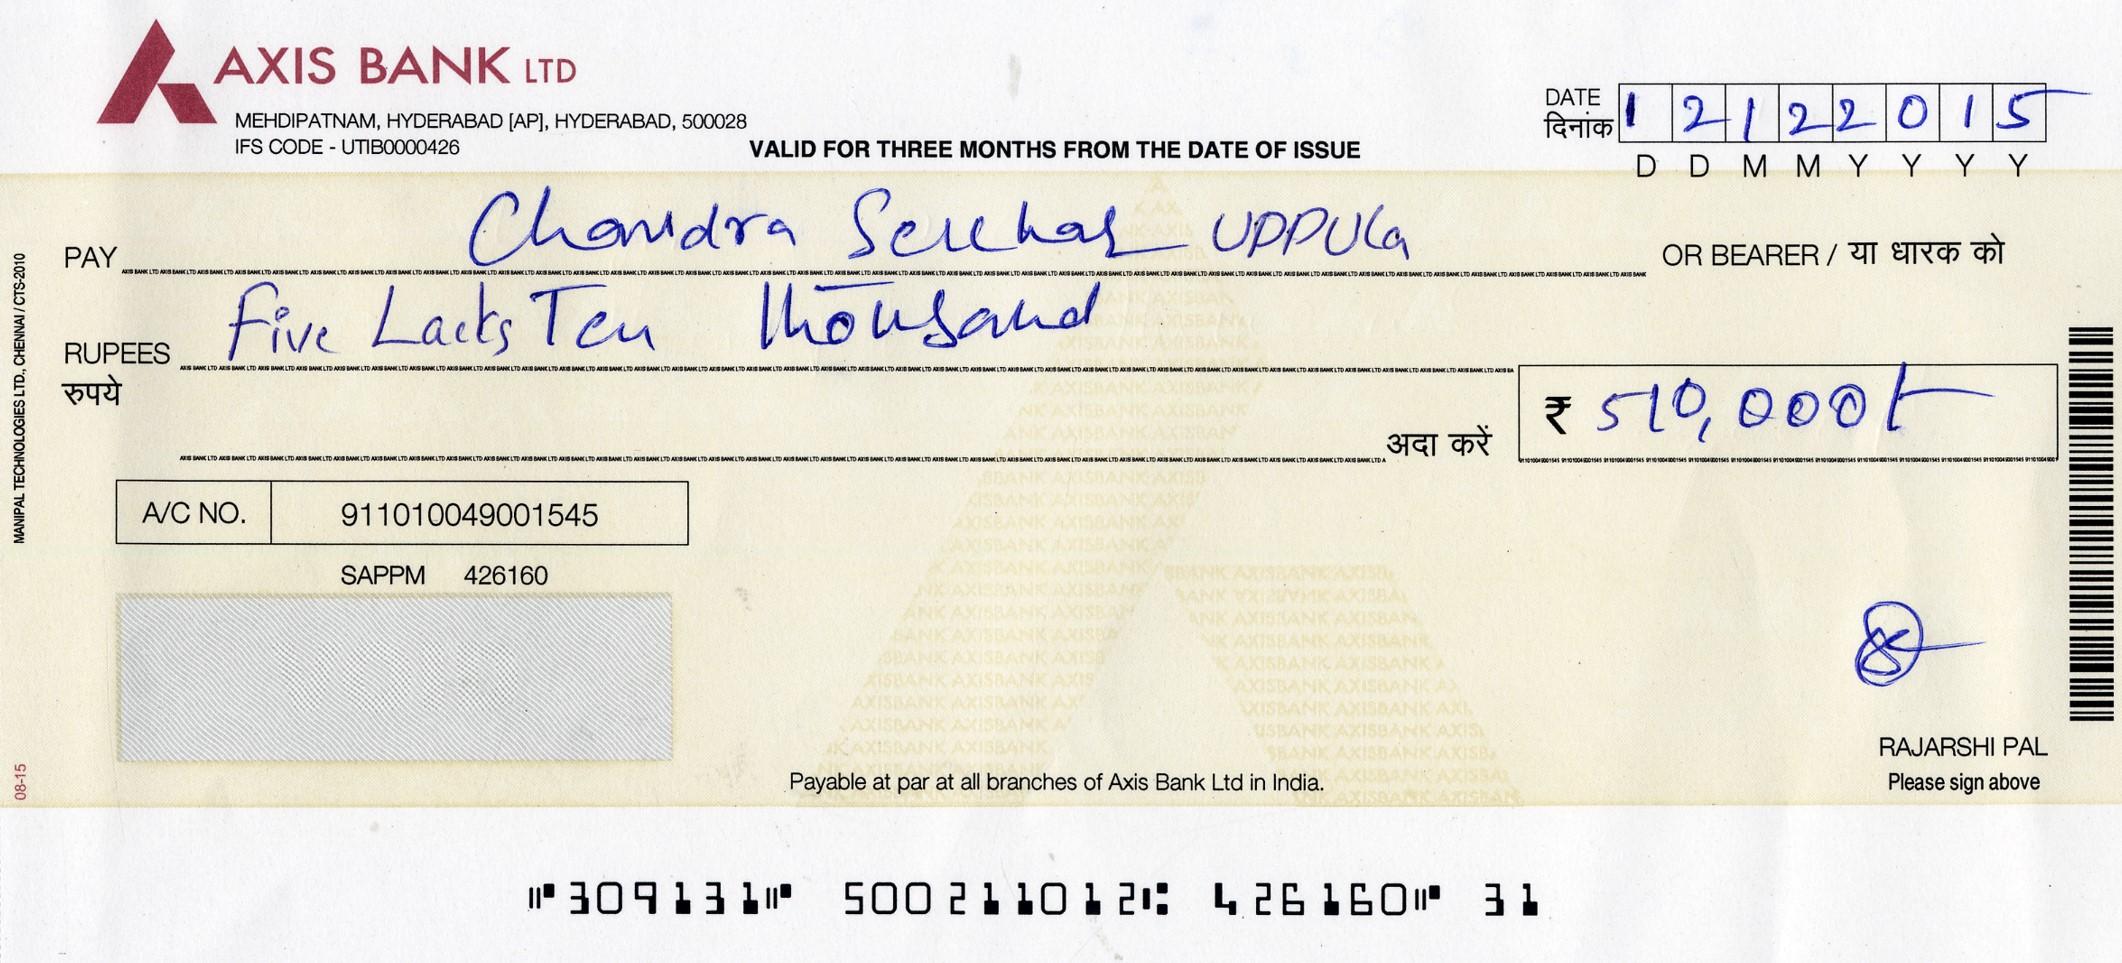 AXIS BANK LTD
MEHDIPATNAM, HYDERABAD [AP], HYDERABAD, 500028
IFS CODE - UTIB0000426
VALID FOR THREE MONTHS FROM THE DATE OF ISSUE
DATE 1 2 1 2 2 0 1 5
दिनांक
D D M M Y Y Y Y
PAY Chandra Sekhar UPPULa OR BEARER / या धारक को
RUPEES Five Lacks Ten Thousand
रुपये
अदा करें ₹ 510,000/-
A/C NO. 911010049001545
SAPPM 426160
RAJARSHI PAL
Please sign above
Payable at par at all branches of Axis Bank Ltd in India.
MANIPAL TECHNOLOGIES LTD., CHENNAI / CTS-2010
08-15
⑈309131⑈ 500211012⑆ 426160⑈ 31